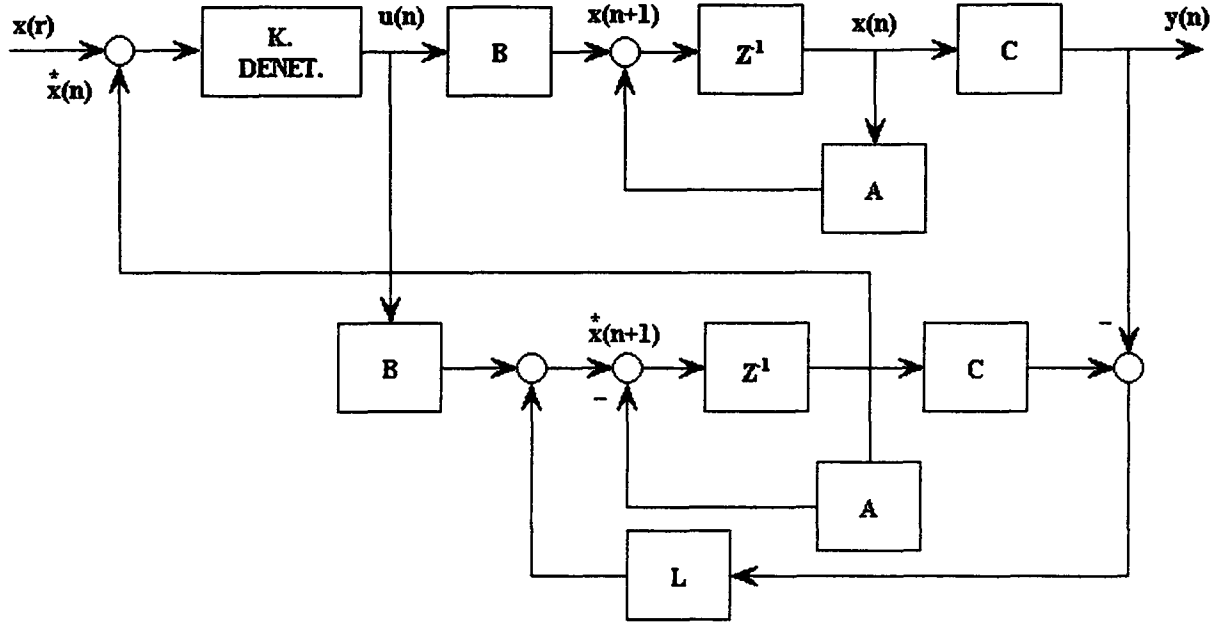 x(r)
u(n)
x(n+1)
x(n)
y(n)
K.
DENET.
B
Z⁻¹
C
*
x(n)
A
–
*
x(n+1)
B
Z⁻¹
C
–
A
L